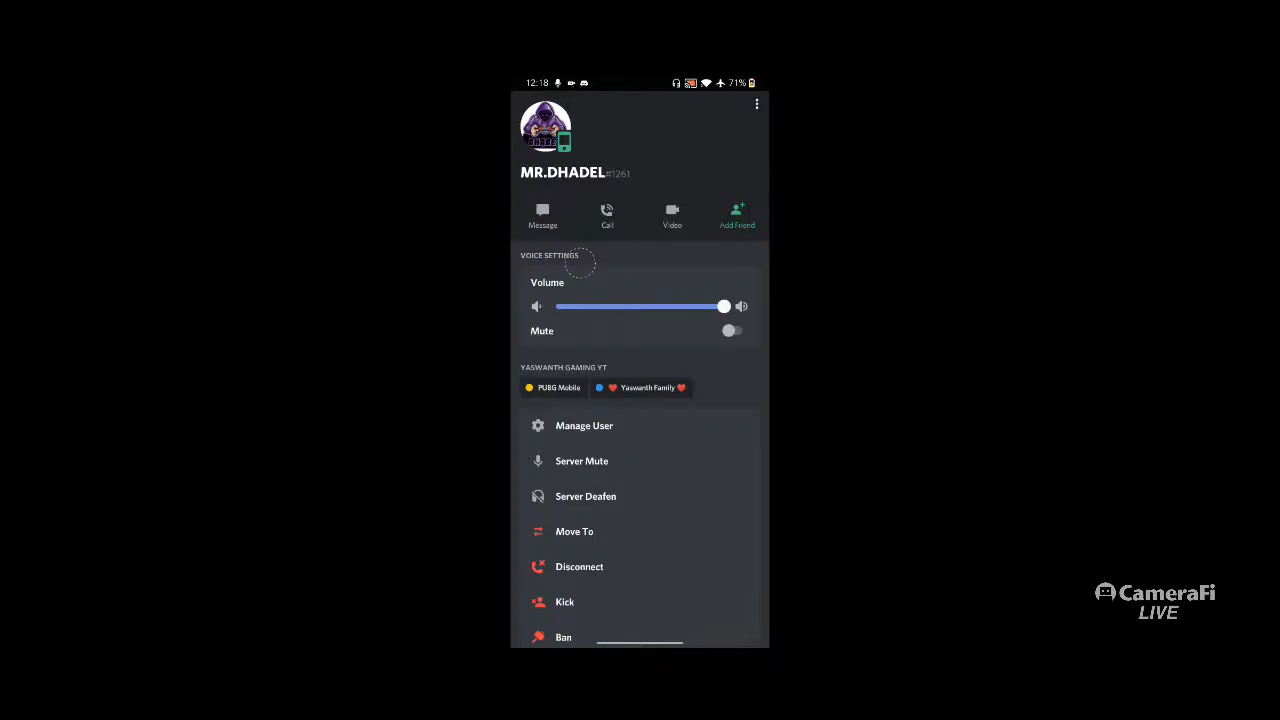 12:18 71%
MR.DHADEL#1261
Message Call Video Add Friend
VOICE SETTINGS
Volume
Mute
YASWANTH GAMING YT
PUBG Mobile ❤️ Yaswanth Family ❤️
Manage User
Server Mute
Server Deafen
Move To
Disconnect
Kick
Ban
CameraFi
LIVE